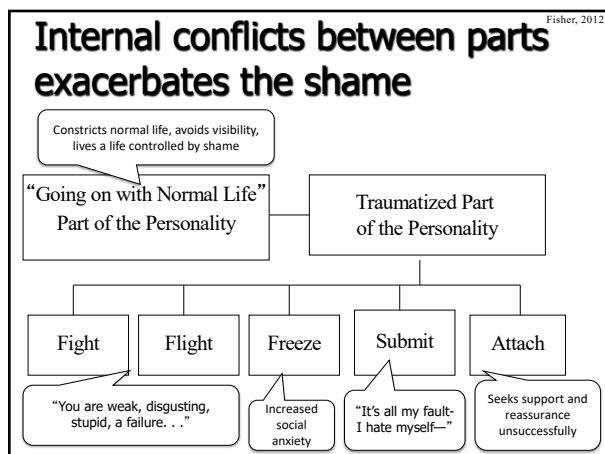 Fisher, 2012
Internal conflicts between parts
exacerbates the shame
Constricts normal life, avoids visibility,
lives a life controlled by shame
“Going on with Normal Life”
Part of the Personality
Traumatized Part
of the Personality
Fight
Flight
Freeze
Submit
Attach
“You are weak, disgusting,
stupid, a failure. . .”
Increased
social
anxiety
“It’s all my fault-
I hate myself—”
Seeks support and
reassurance
unsuccessfully